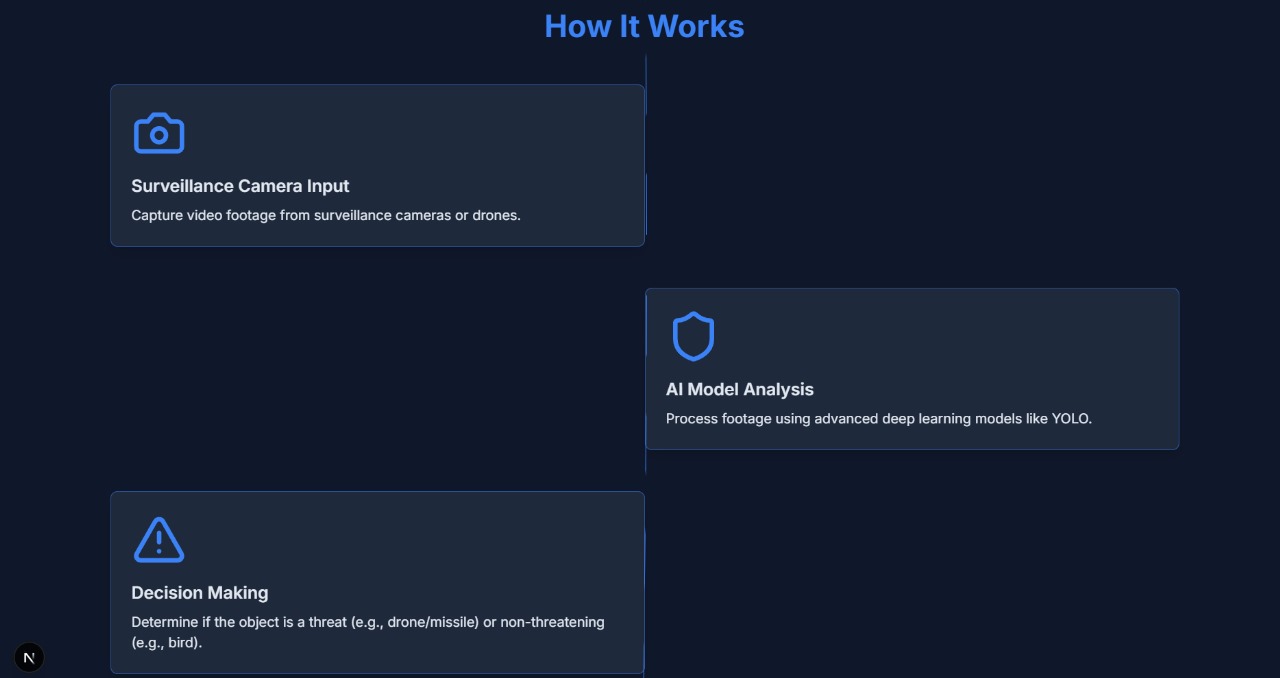 How It Works
Surveillance Camera Input
Capture video footage from surveillance cameras or drones.
AI Model Analysis
Process footage using advanced deep learning models like YOLO.
Decision Making
Determine if the object is a threat (e.g., drone/missile) or non-threatening
(e.g., bird).
N